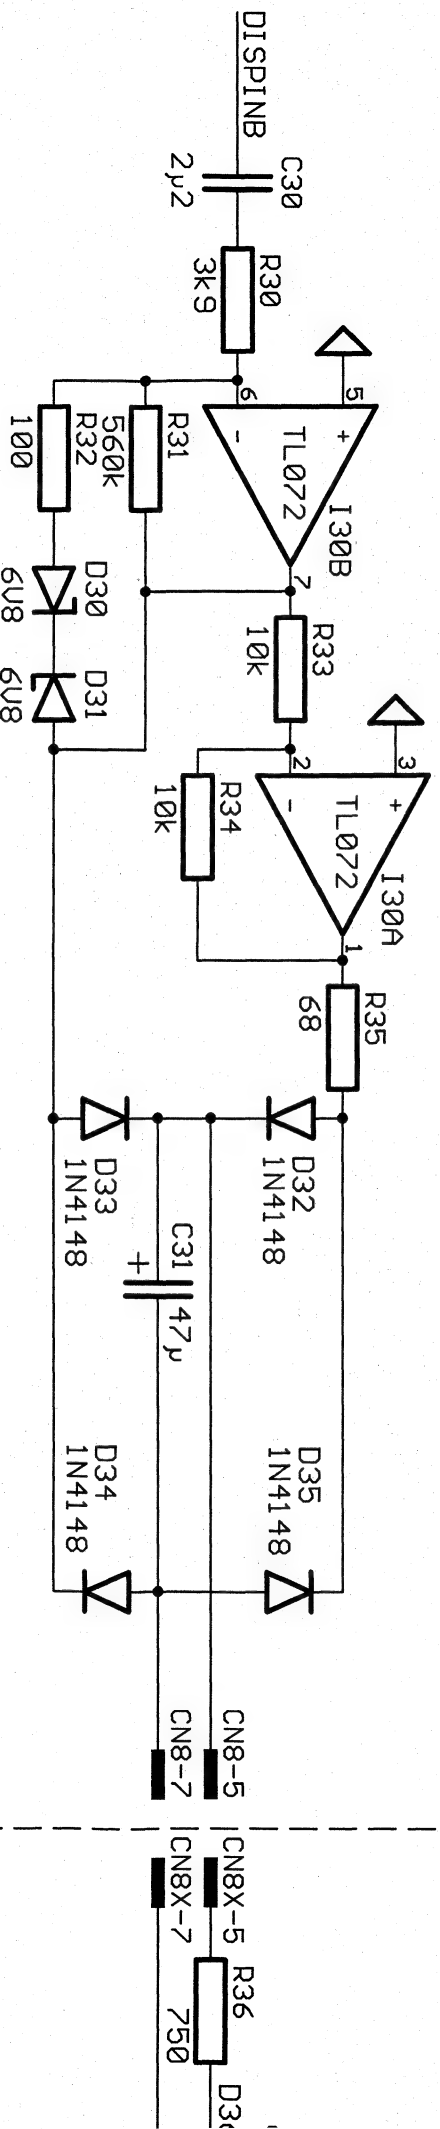 DISPINB
C30
2µ2
R30
3k9
5
6
+
-
TL072
I30B
7
R31
560k
R32
100
D30
6V8
D31
6V8
R33
10k
3
2
+
-
TL072
I30A
1
R34
10k
R35
68
D32
1N4148
D33
1N4148
C31
+
47µ
D35
1N4148
D34
1N4148
CN8-5
CN8-7
CN8X-5
CN8X-7
R36
750